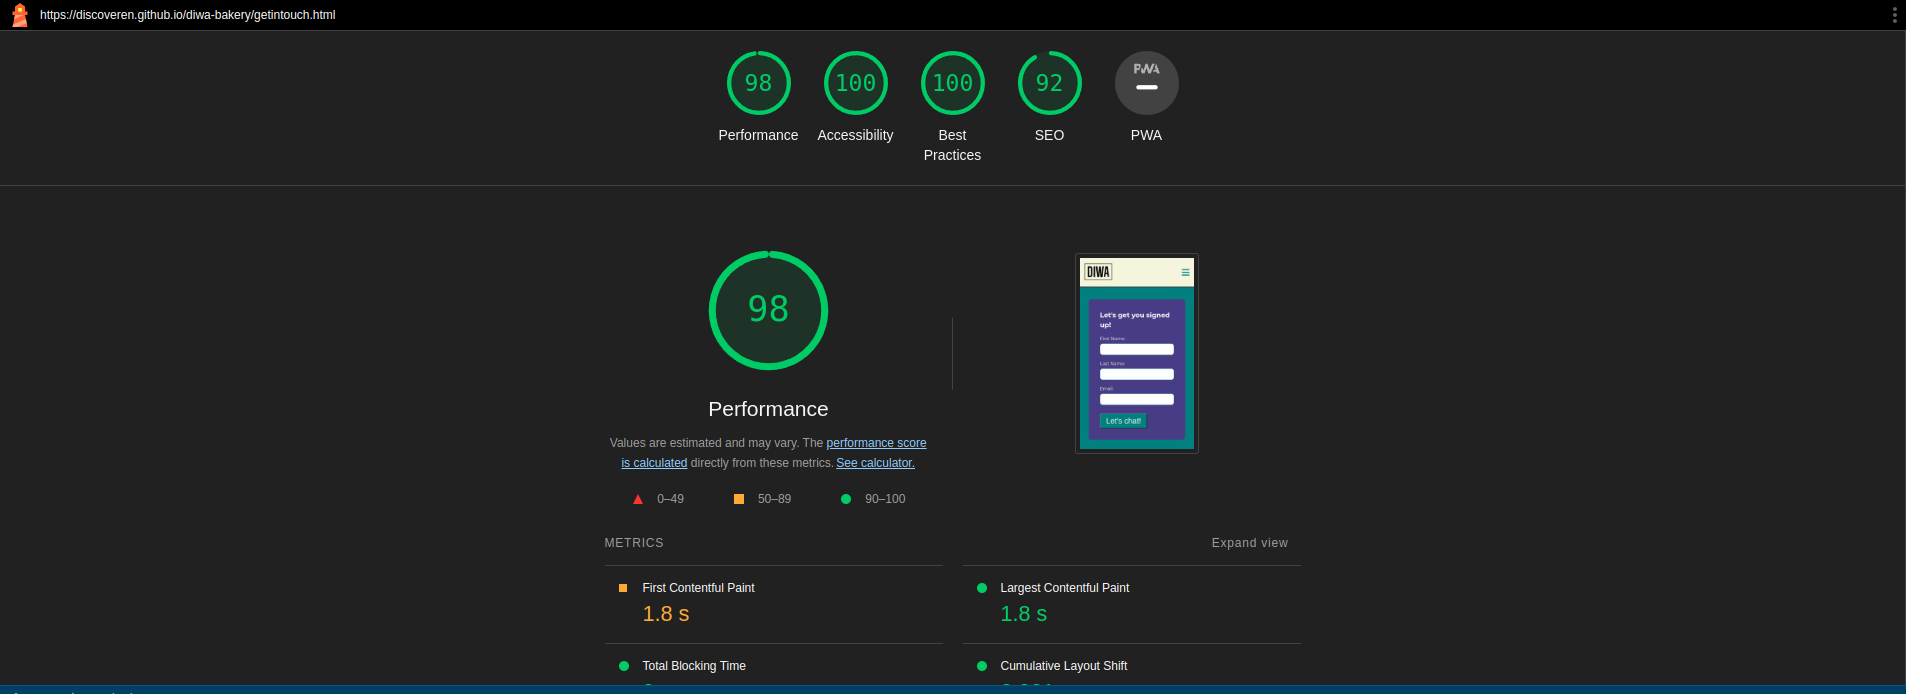 https://discoveren.github.io/diwa-bakery/getintouch.html
98
100
100
92
PWA
Performance
Accessibility
Best
Practices
SEO
PWA
98
Performance
Values are estimated and may vary. The performance score
is calculated directly from these metrics. See calculator.
0–49
50–89
90–100
DIWA
Let's get you signed
up!
First Name:
Last Name:
Email:
Let's chat!
METRICS
Expand view
First Contentful Paint
1.8 s
Largest Contentful Paint
1.8 s
Total Blocking Time
Cumulative Layout Shift